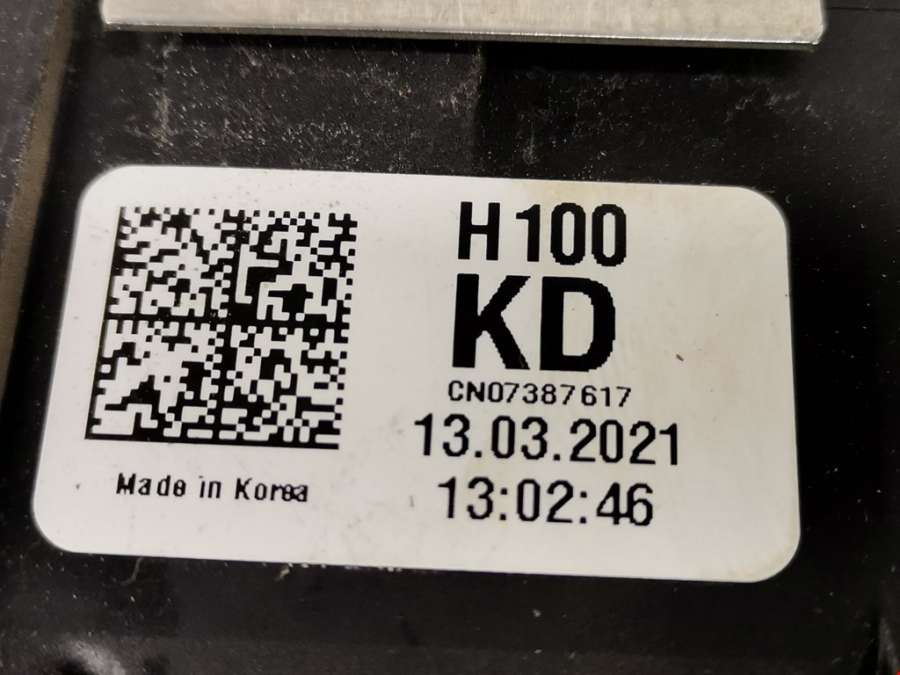 H100
KD
CN07387617
13.03.2021
13:02:46
Made in Korea